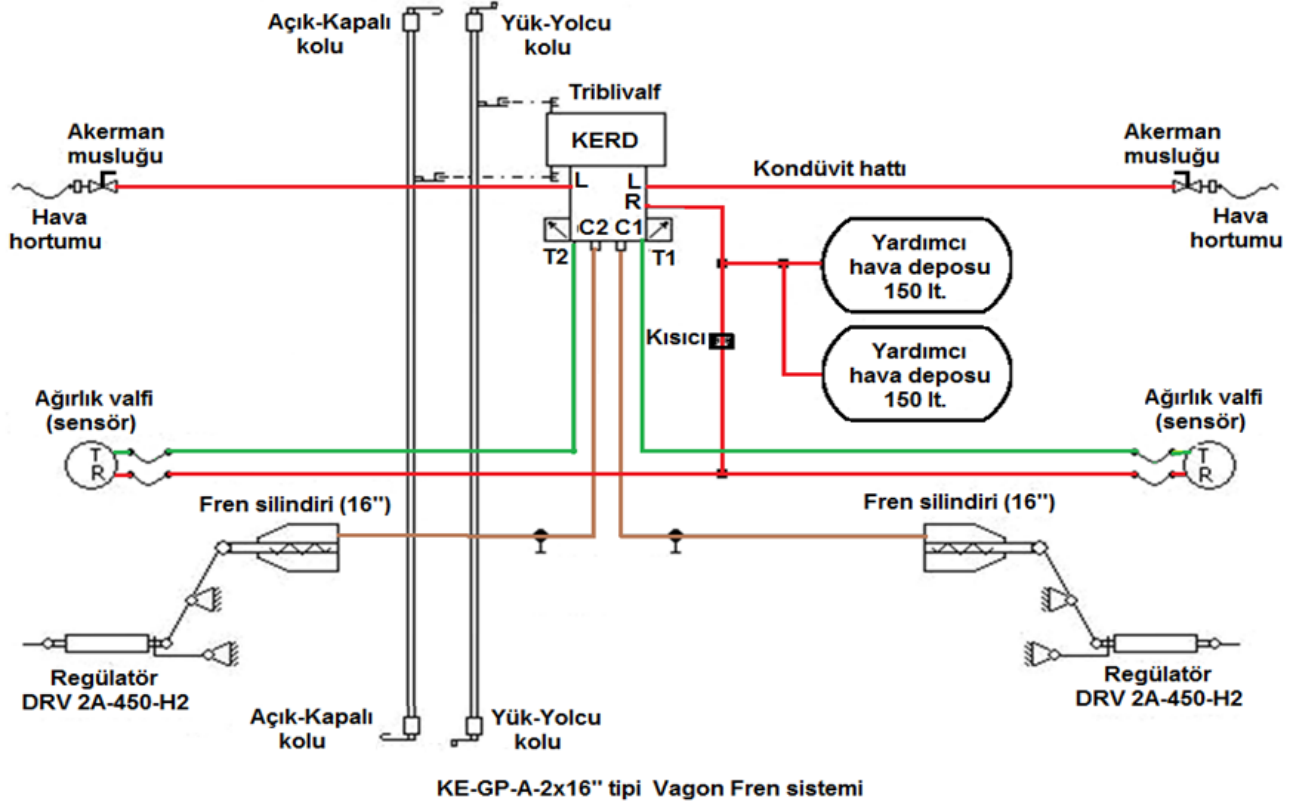 Açık-Kapalı
kolu
Yük-Yolcu
kolu
Triblivalf
KERD
Akerman
musluğu
Akerman
musluğu
Kondüvit hattı
L
L
R
Hava
hortumu
Hava
hortumu
C2 C1
T2
T1
Yardımcı
hava deposu
150 lt.
Kısıcı
Yardımcı
hava deposu
150 lt.
Ağırlık valfi
(sensör)
Ağırlık valfi
(sensör)
T
R
T
R
Fren silindiri (16")
Fren silindiri (16")
Regülatör
DRV 2A-450-H2
Regülatör
DRV 2A-450-H2
Açık-Kapalı
kolu
Yük-Yolcu
kolu
KE-GP-A-2x16" tipi Vagon Fren sistemi